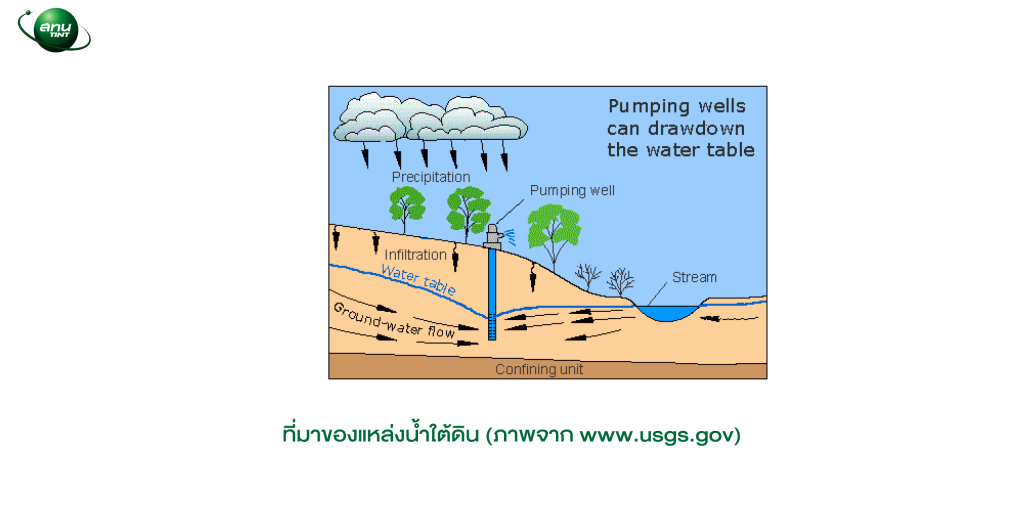 สทบ
TINT
Pumping wells
can drawdown
the water table
Precipitation
Pumping well
Infiltration
Water table
Stream
Ground-water flow
Confining unit
ที่มาของแหล่งน้ำใต้ดิน (ภาพจาก www.usgs.gov)